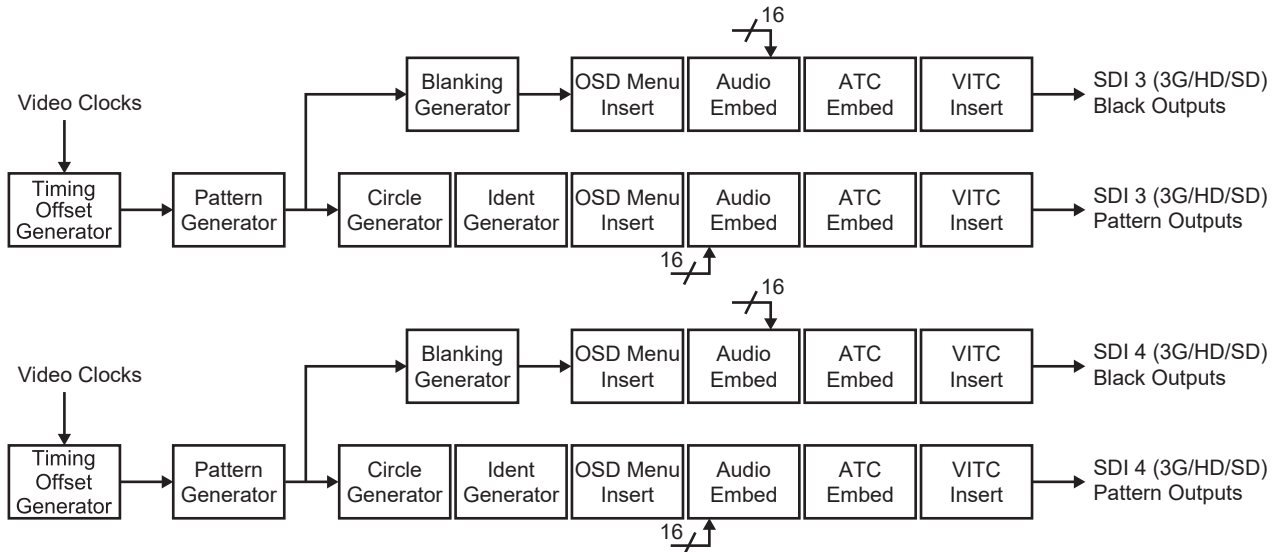 16
Blanking
Generator
OSD Menu
Insert
Audio
Embed
ATC
Embed
VITC
Insert
SDI 3 (3G/HD/SD)
Black Outputs
Video Clocks
Timing
Offset
Generator
Pattern
Generator
Circle
Generator
Ident
Generator
OSD Menu
Insert
Audio
Embed
ATC
Embed
VITC
Insert
SDI 3 (3G/HD/SD)
Pattern Outputs
16
16
Blanking
Generator
OSD Menu
Insert
Audio
Embed
ATC
Embed
VITC
Insert
SDI 4 (3G/HD/SD)
Black Outputs
Video Clocks
Timing
Offset
Generator
Pattern
Generator
Circle
Generator
Ident
Generator
OSD Menu
Insert
Audio
Embed
ATC
Embed
VITC
Insert
SDI 4 (3G/HD/SD)
Pattern Outputs
16